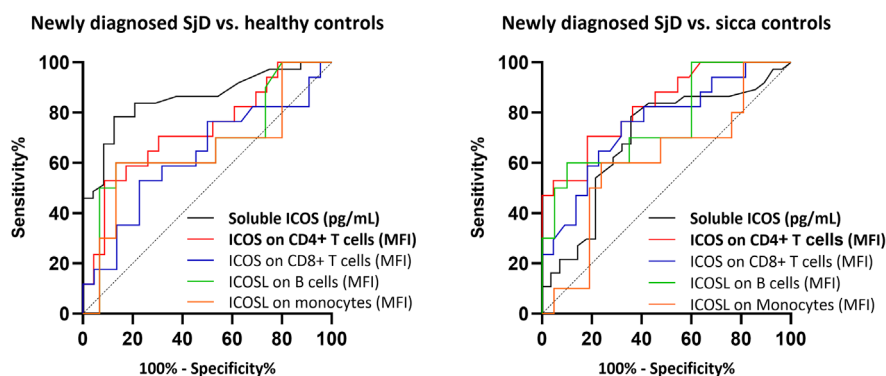 Newly diagnosed SjD vs. healthy controls
100
80
60
40
20
0
Sensitivity%
Soluble ICOS (pg/mL)
ICOS on CD4+ T cells (MFI)
ICOS on CD8+ T cells (MFI)
ICOSL on B cells (MFI)
ICOSL on monocytes (MFI)
0 20 40 60 80 100
100% - Specificity%
Newly diagnosed SjD vs. sicca controls
100
80
60
40
20
0
Sensitivity%
Soluble ICOS (pg/mL)
ICOS on CD4+ T cells (MFI)
ICOS on CD8+ T cells (MFI)
ICOSL on B cells (MFI)
ICOSL on Monocytes (MFI)
0 20 40 60 80 100
100% - Specificity%